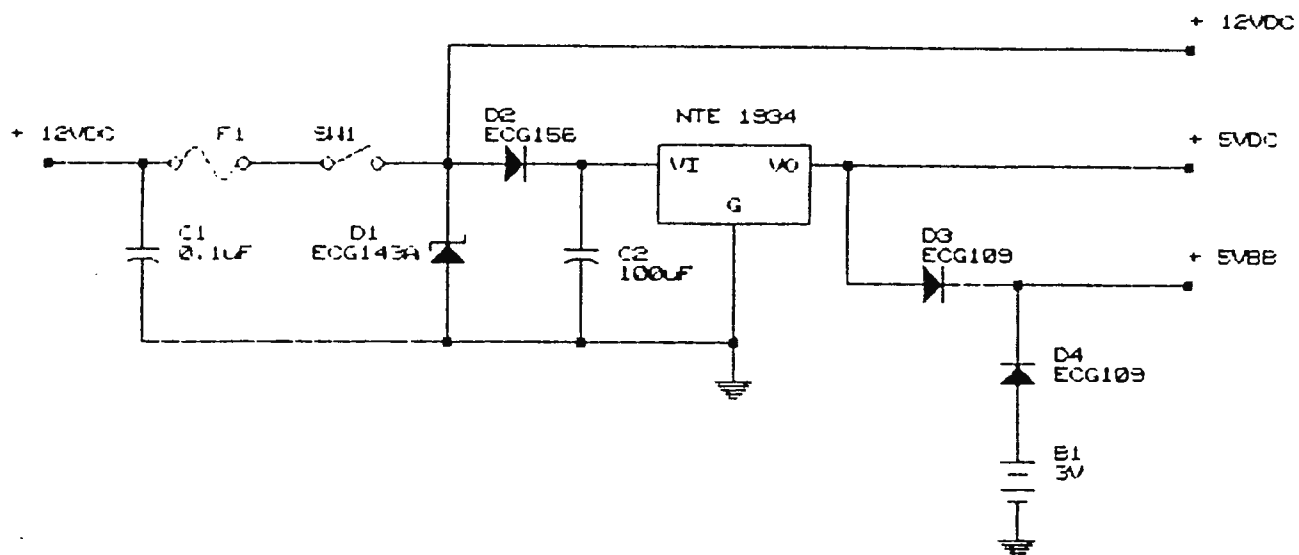 + 12VDC
+ 12VDC
F1
SW1
D2
ECG156
NTE 1934
+ 5VDC
VI
VO
G
C1
0.1uF
D1
ECG143A
C2
100uF
D3
ECG109
+ 5VBB
D4
ECG109
B1
3V